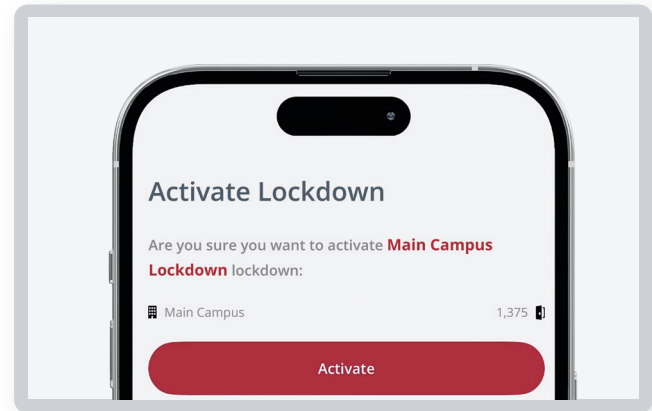 Activate Lockdown
Are you sure you want to activate Main Campus
Lockdown lockdown:
Main Campus 1,375
Activate